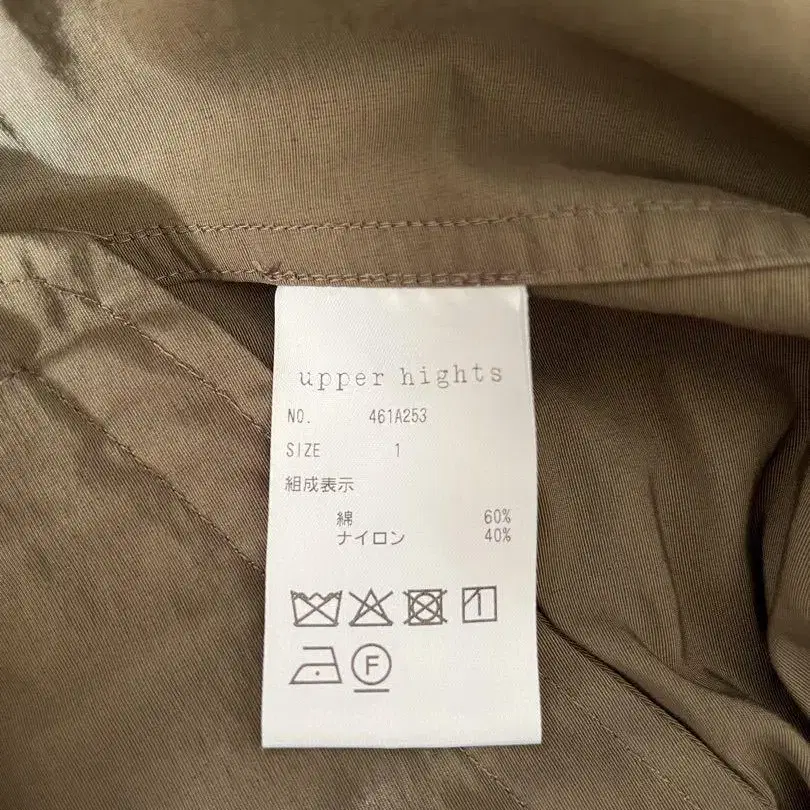 upper hights
NO. 461A253
SIZE 1
組成表示
綿 60%
ナイロン 40%
F